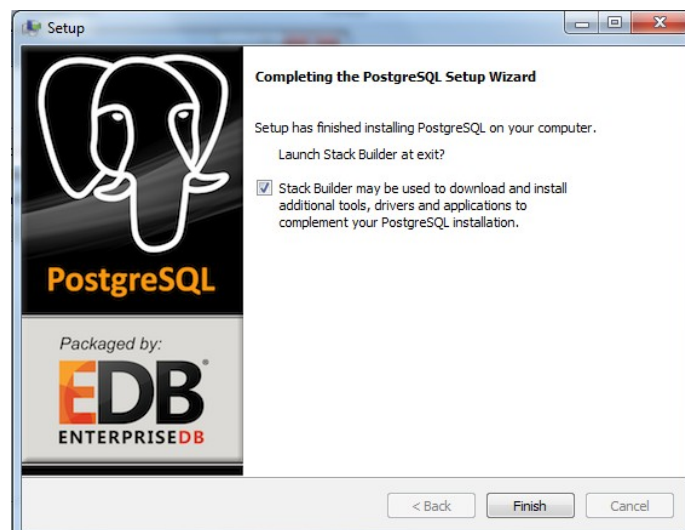 Setup
Completing the PostgreSQL Setup Wizard
Setup has finished installing PostgreSQL on your computer.
Launch Stack Builder at exit?
Stack Builder may be used to download and install
additional tools, drivers and applications to
complement your PostgreSQL installation.
PostgreSQL
Packaged by:
EDB
ENTERPRISEDB
< Back
Finish
Cancel